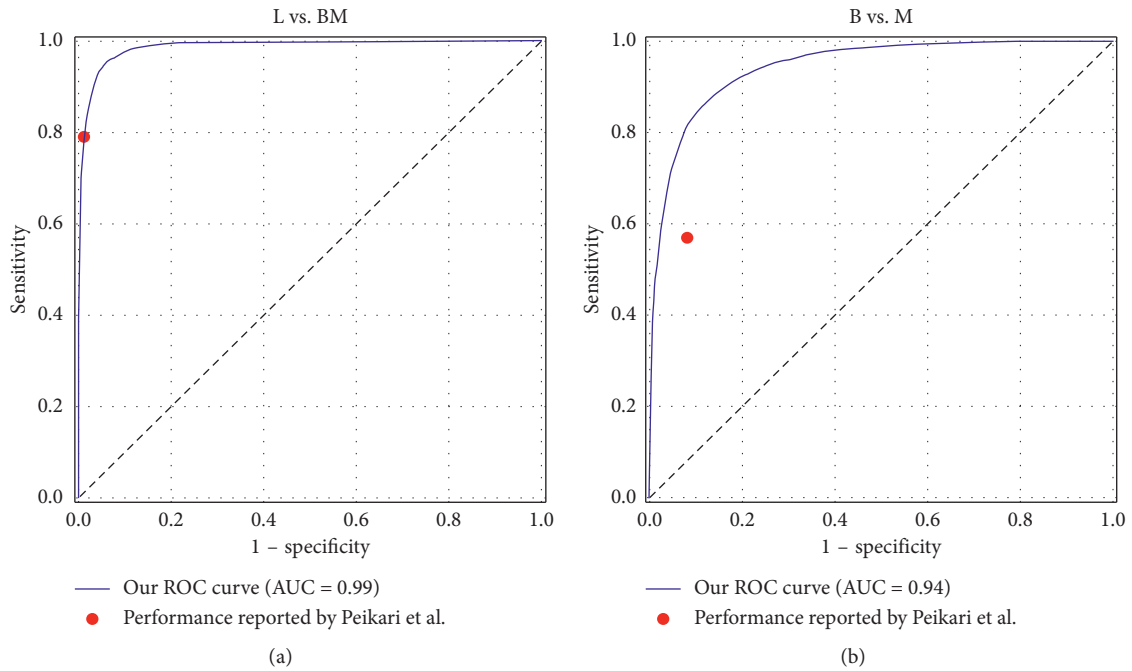 L vs. BM
1.0
0.8
0.6
0.4
0.2
0.0
Sensitivity
0.0 0.2 0.4 0.6 0.8 1.0
1 – specificity
Our ROC curve (AUC = 0.99)
Performance reported by Peikari et al.
(a)
B vs. M
1.0
0.8
0.6
0.4
0.2
0.0
Sensitivity
0.0 0.2 0.4 0.6 0.8 1.0
1 – specificity
Our ROC curve (AUC = 0.94)
Performance reported by Peikari et al.
(b)